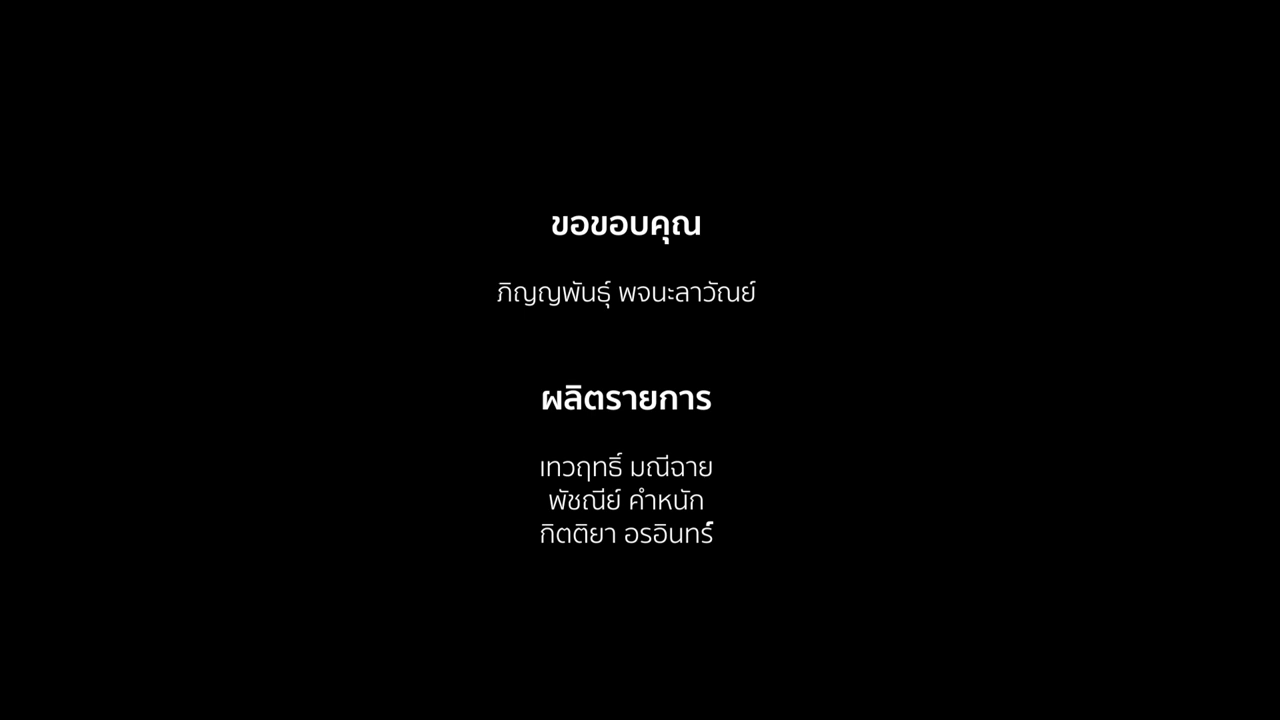 ขอขอบคุณ
ภิญญพันธุ์ พจนะลาวัณย์
ผลิตรายการ
เทวฤทธิ์ มณีฉาย
พัชณีย์ คำหนัก
กิตติยา อรอินทร์